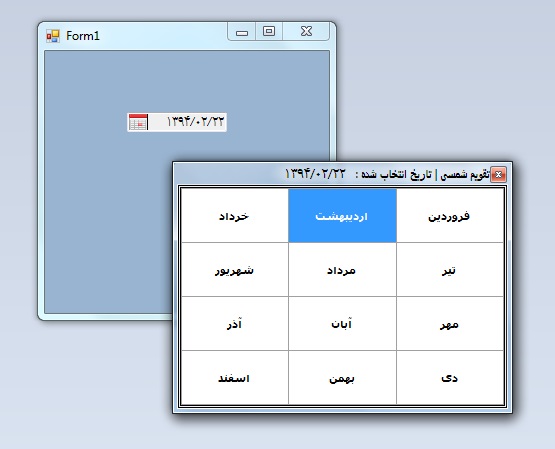 Form1
۱۳۹۴/۰۲/۲۲
تقویم شمسی | تاریخ انتخاب شده : ۱۳۹۴/۰۲/۲۲
فروردین اردیبهشت خرداد
تیر مرداد شهریور
مهر آبان آذر
دی بهمن اسفند